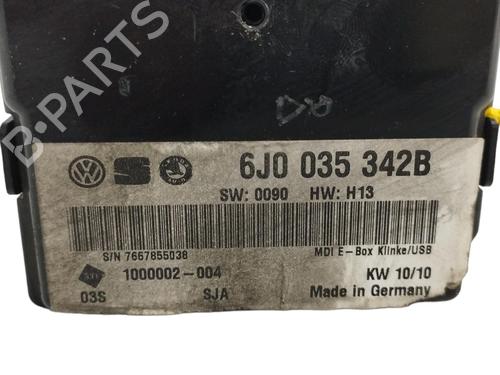 B-PARTS
6J0 035 342B
SW: 0090 HW: H13
S/N 7667855038
MDI E-Box Klinke/USB
1000002-004
KW 10/10
03S
SJA
Made in Germany